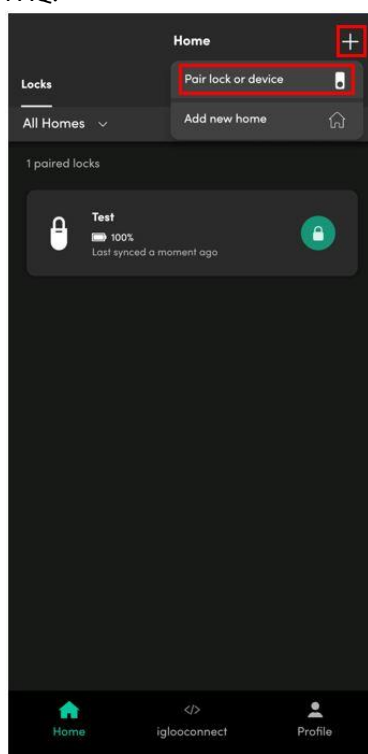 Home
Pair lock or device
Locks
Add new home
All Homes
1 paired locks
Test
100%
Last synced a moment ago
</>
Home
iglooconnect
Profile